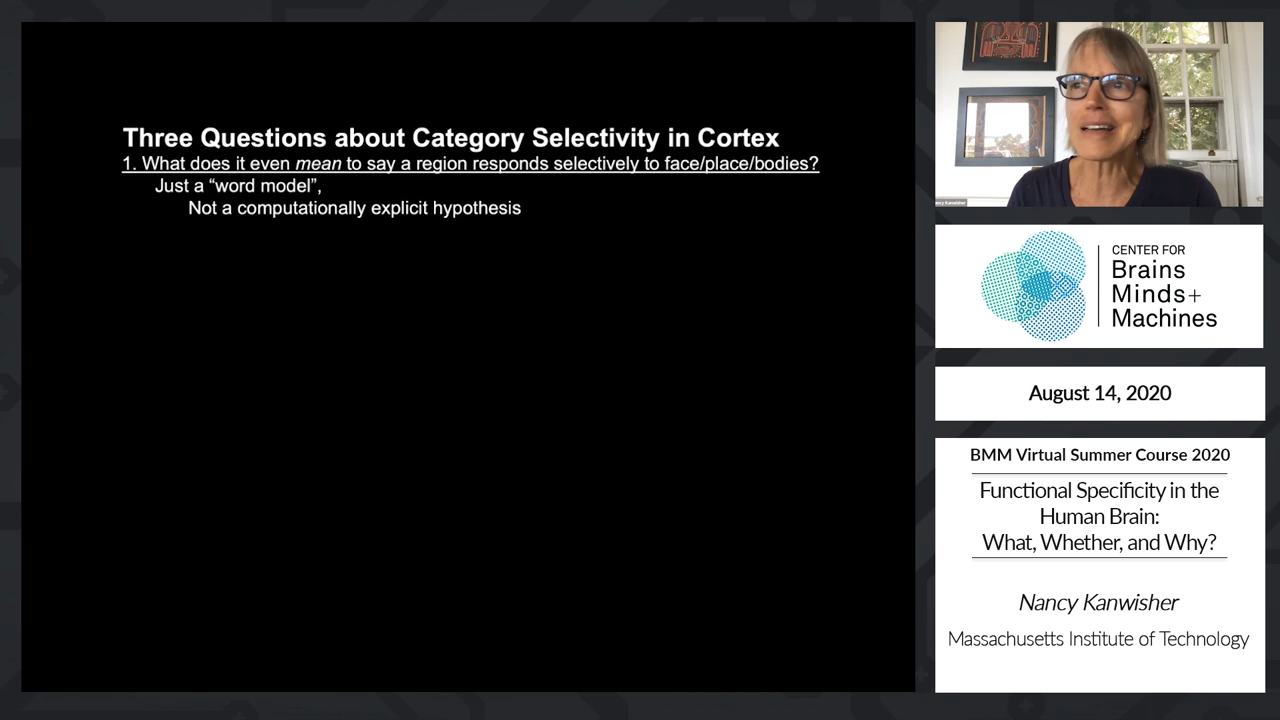 Three Questions about Category Selectivity in Cortex
1. What does it even mean to say a region responds selectively to face/place/bodies?
Just a “word model”,
Not a computationally explicit hypothesis
CENTER FOR
Brains
Minds+
Machines
August 14, 2020
BMM Virtual Summer Course 2020
Functional Specificity in the
Human Brain:
What, Whether, and Why?
Nancy Kanwisher
Massachusetts Institute of Technology